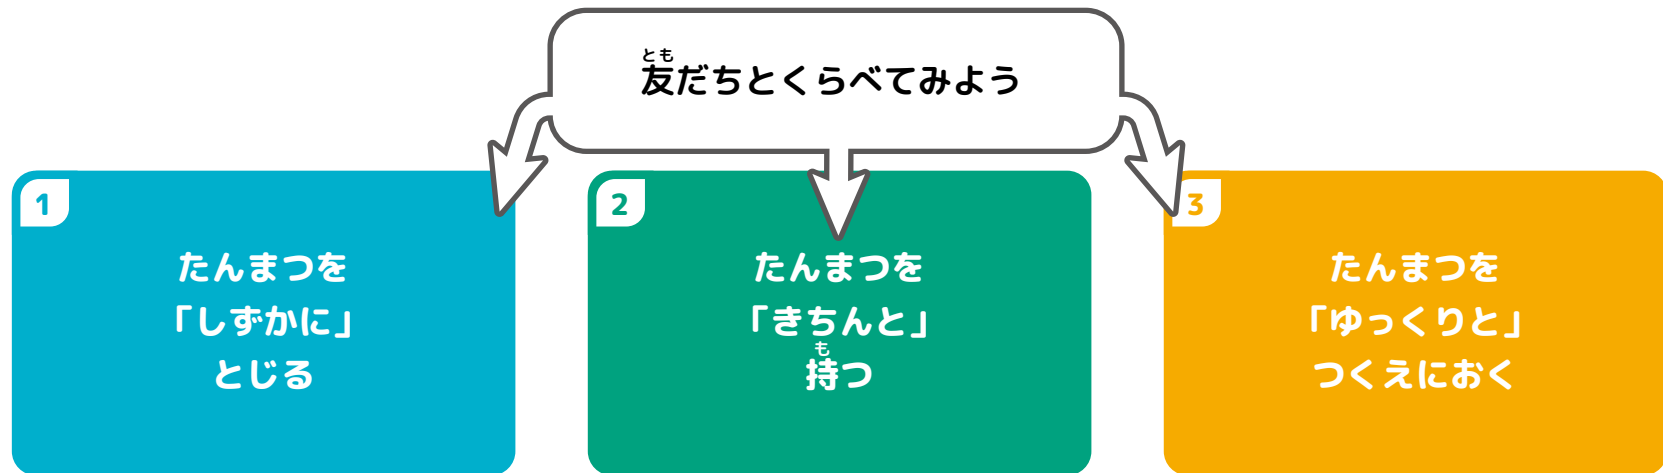 友だちとくらべてみよう
とも
1
たんまつを
「しずかに」
とじる
2
たんまつを
「きちんと」
持つ
も
3
たんまつを
「ゆっくりと」
つくえにおく